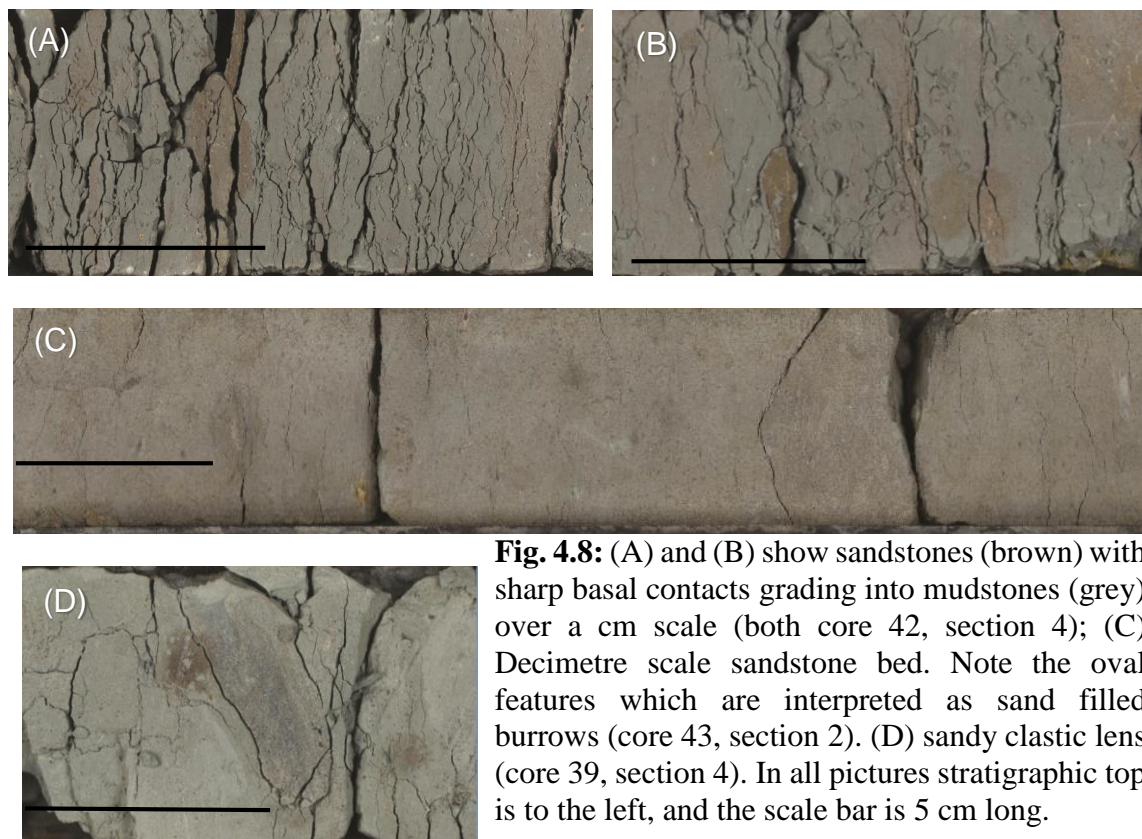 (A)
(B)
(C)
(D)
Fig. 4.8: (A) and (B) show sandstones (brown) with
sharp basal contacts grading into mudstones (grey)
over a cm scale (both core 42, section 4); (C)
Decimetre scale sandstone bed. Note the oval
features which are interpreted as sand filled
burrows (core 43, section 2). (D) sandy clastic lens
(core 39, section 4). In all pictures stratigraphic top
is to the left, and the scale bar is 5 cm long.